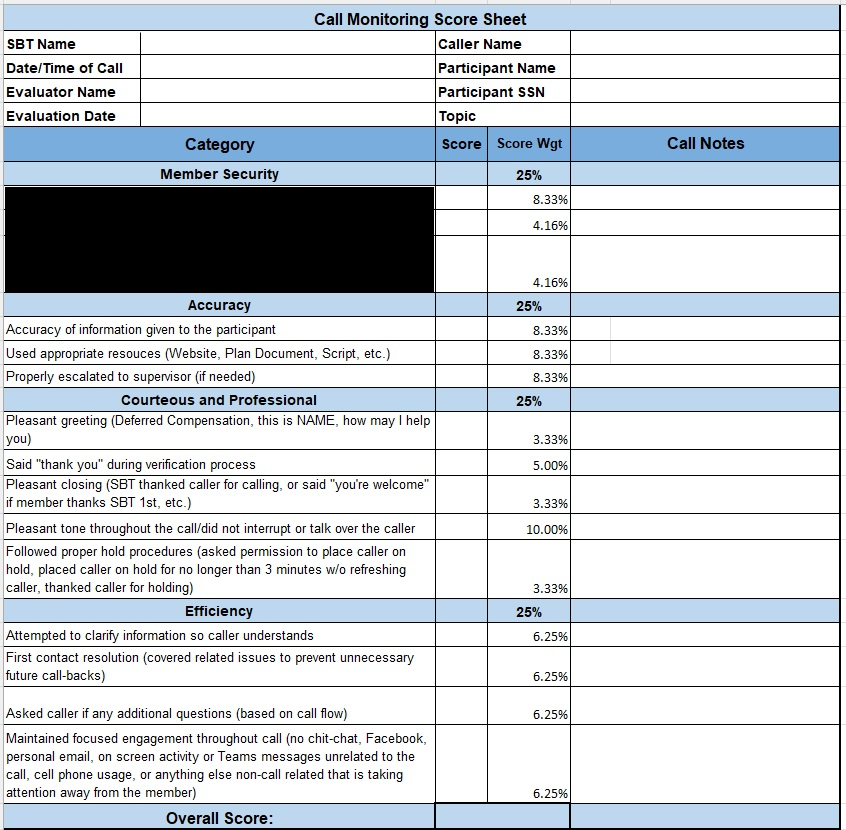 Call Monitoring Score Sheet
SBT Name Caller Name
Date/Time of Call Participant Name
Evaluator Name Participant SSN
Evaluation Date Topic
Category Score Score Wgt Call Notes
Member Security 25%
8.33%
4.16%
4.16%
Accuracy 25%
Accuracy of information given to the participant 8.33%
Used appropriate resouces (Website, Plan Document, Script, etc.) 8.33%
Properly escalated to supervisor (if needed) 8.33%
Courteous and Professional 25%
Pleasant greeting (Deferred Compensation, this is NAME, how may I help
you) 3.33%
Said "thank you" during verification process 5.00%
Pleasant closing (SBT thanked caller for calling, or said "you're welcome"
if member thanks SBT 1st, etc.) 3.33%
Pleasant tone throughout the call/did not interrupt or talk over the caller 10.00%
Followed proper hold procedures (asked permission to place caller on
hold, placed caller on hold for no longer than 3 minutes w/o refreshing
caller, thanked caller for holding) 3.33%
Efficiency 25%
Attempted to clarify information so caller understands 6.25%
First contact resolution (covered related issues to prevent unnecessary
future call-backs) 6.25%
Asked caller if any additional questions (based on call flow) 6.25%
Maintained focused engagement throughout call (no chit-chat, Facebook,
personal email, on screen activity or Teams messages unrelated to the
call, cell phone usage, or anything else non-call related that is taking
attention away from the member) 6.25%
Overall Score: